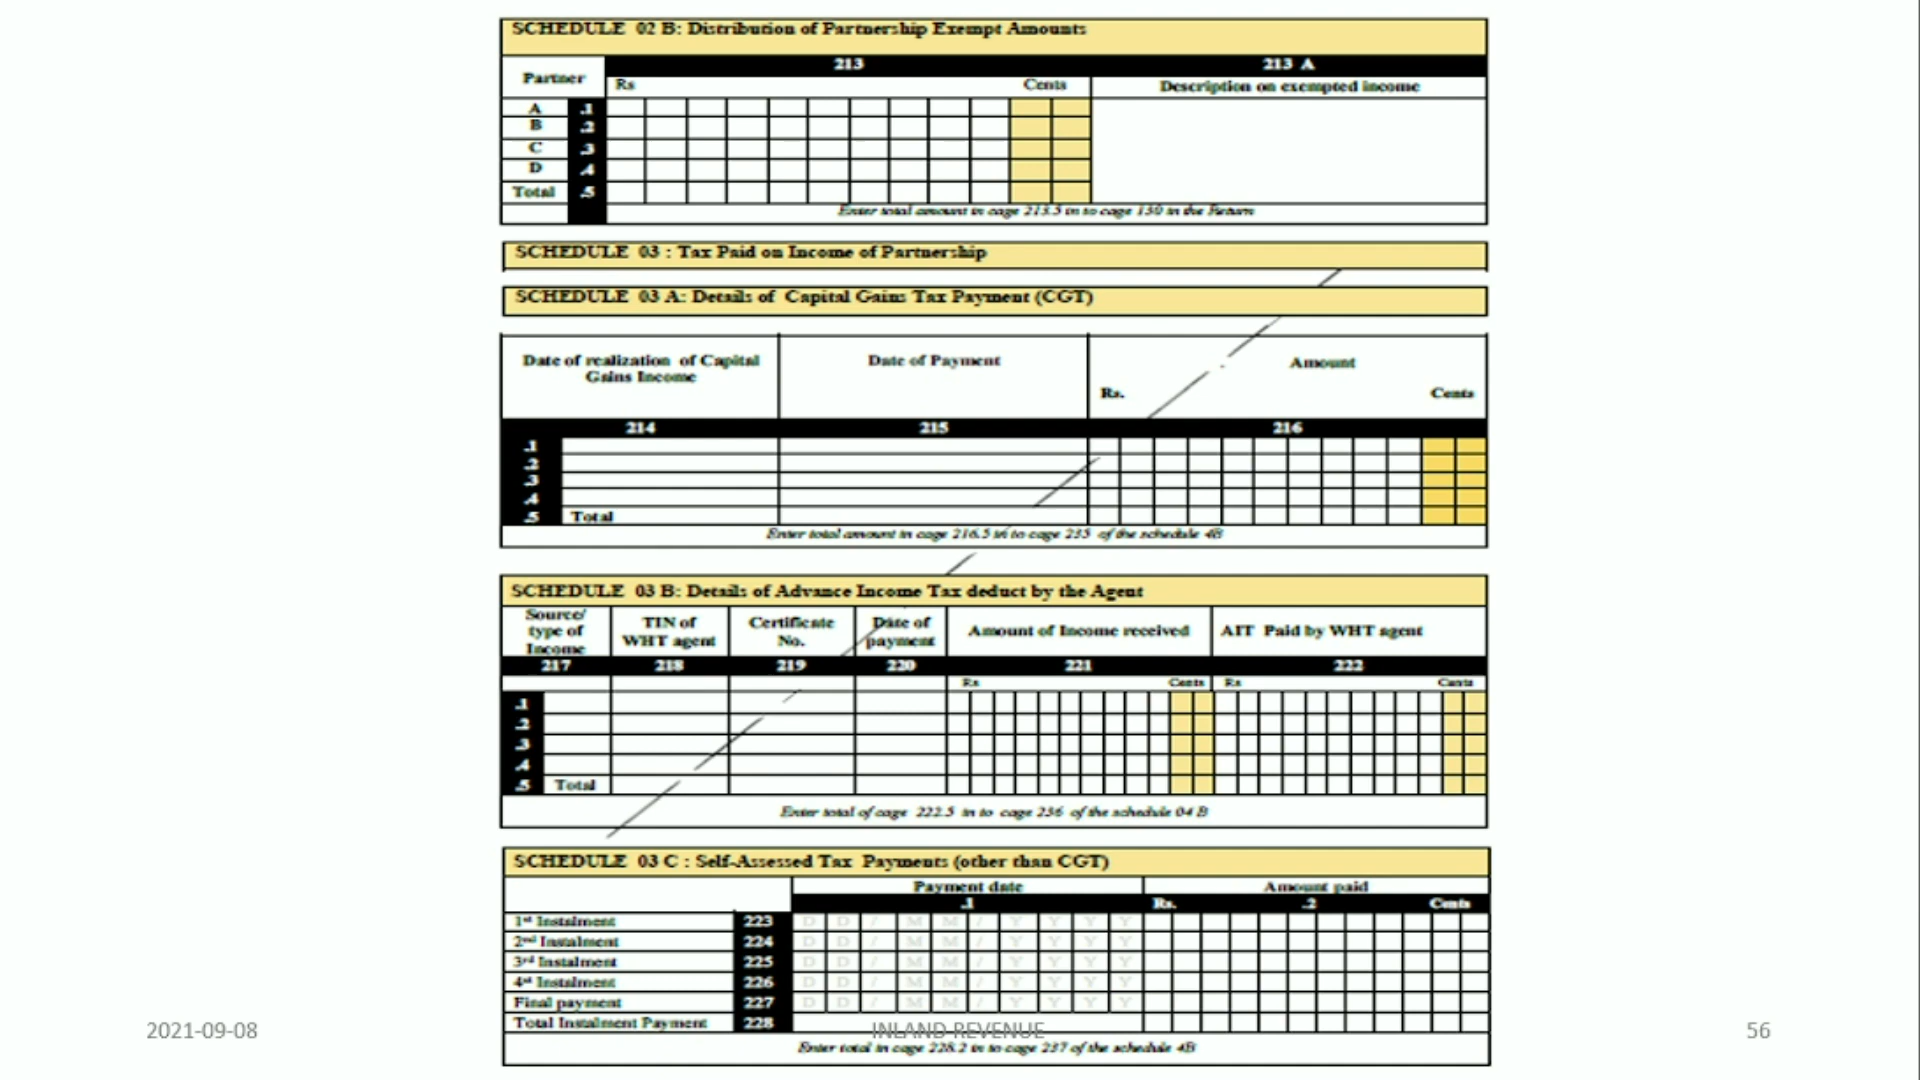 SCHEDULE 02 B: Distribution of Partnership Exempt Amounts
Partner 213 213 A
Rs Cents Description on exempted income
A .1
B .2
C .3
D .4
Total .5
Enter total amount in cage 213.5 in to cage 130 in the Return
SCHEDULE 03 : Tax Paid on Income of Partnership
SCHEDULE 03 A: Details of Capital Gains Tax Payment (CGT)
Date of realization of Capital Gains Income Date of Payment Amount
Rs. Cents
214 215 216
.1
.2
.3
.4
.5 Total
Enter total amount in cage 216.5 in to cage 235 of the schedule 4B
SCHEDULE 03 B: Details of Advance Income Tax deduct by the Agent
Source/ type of Income TIN of WHT agent Certificate No. Date of payment Amount of Income received AIT Paid by WHT agent
217 218 219 220 221 222
Rs Cents Rs Cents
.1
.2
.3
.4
.5 Total
Enter total of cage 222.5 in to cage 236 of the schedule 04 B
SCHEDULE 03 C : Self-Assessed Tax Payments (other than CGT)
Payment date Amount paid
.1 Rs. .2 Cents
1st Instalment 223 D D / M M / Y Y Y Y
2nd Instalment 224 D D / M M / Y Y Y Y
3rd Instalment 225 D D / M M / Y Y Y Y
4st Instalment 226 D D / M M / Y Y Y Y
Final payment 227 D D / M M / Y Y Y Y
Total Instalment Payment 228
Enter total in cage 228.2 in to cage 237 of the schedule 4B
2021-09-08 INLAND REVENUE 56